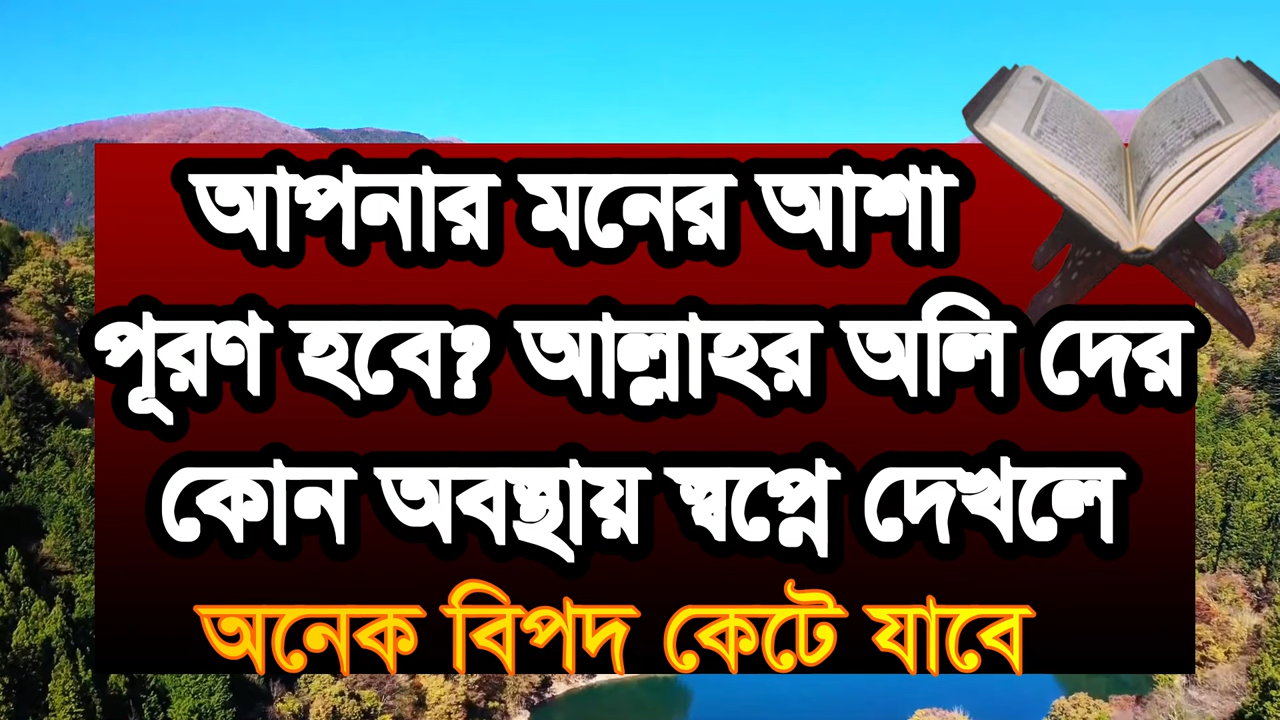 আপনার মনের আশা
পূরণ হবে? আল্লাহর অলি দের
কোন অবস্থায় স্বপ্নে দেখলে
অনেক বিপদ কেটে যাবে